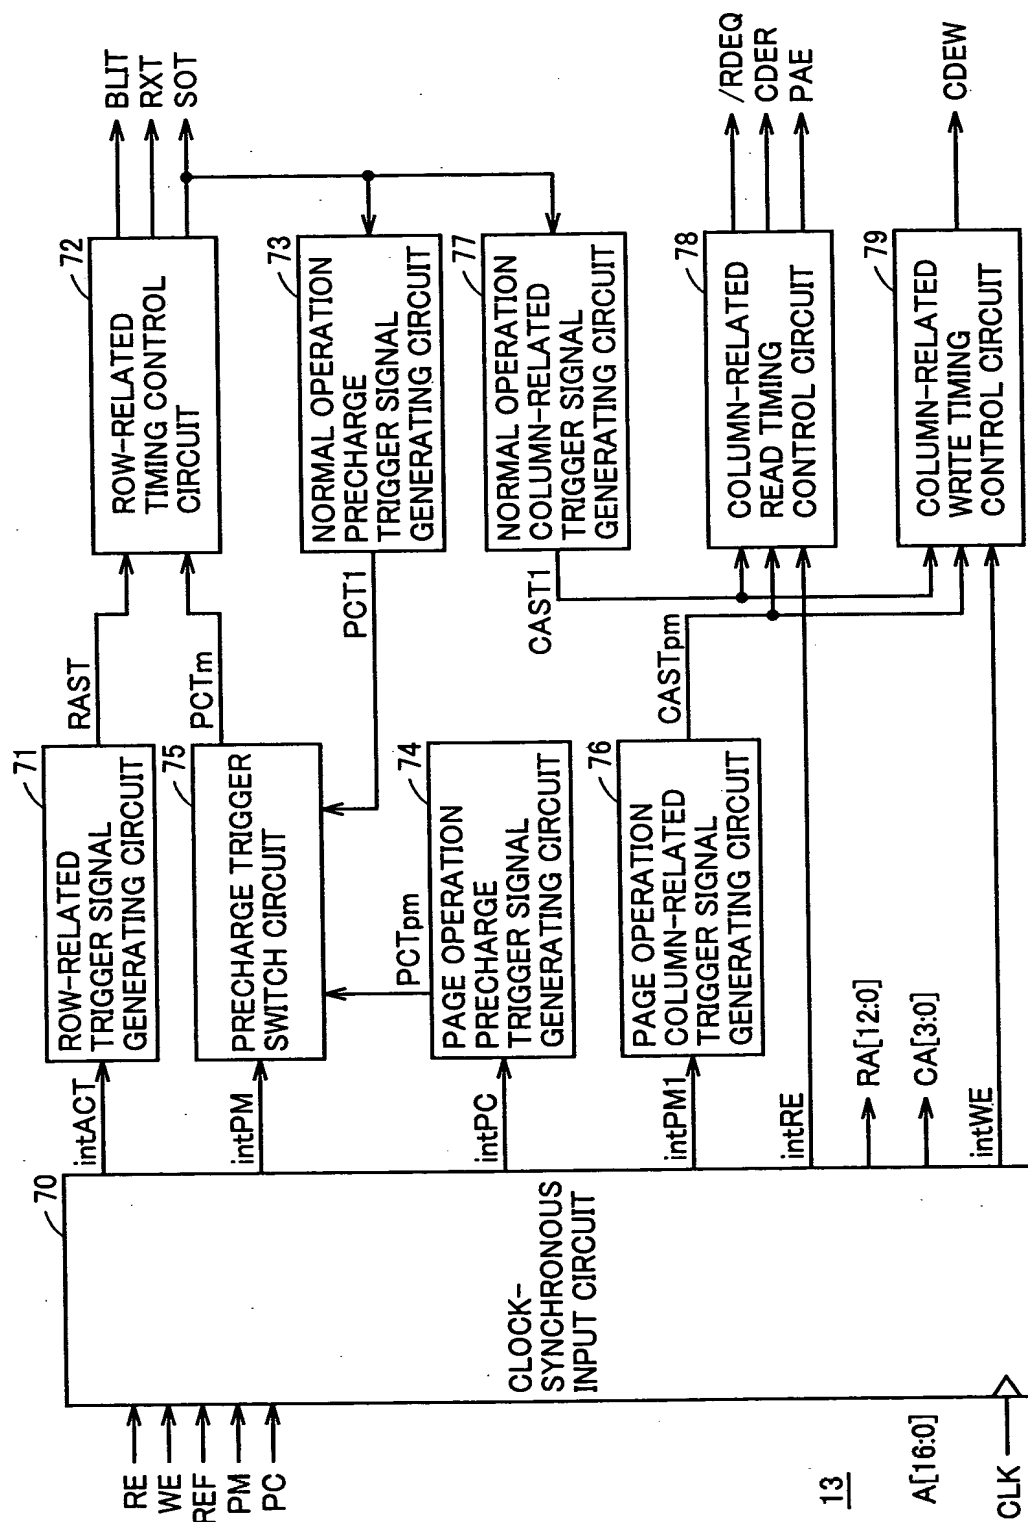 RE
WE
REF
PM
PC
13
A[16:0]
CLK
70
CLOCK-
SYNCHRONOUS
INPUT CIRCUIT
intACT
intPM
intPC
intPM1
intRE
RA[12:0]
CA[3:0]
intWE
71
ROW-RELATED
TRIGGER SIGNAL
GENERATING CIRCUIT
75
PRECHARGE TRIGGER
SWITCH CIRCUIT
PCTpm
74
PAGE OPERATION
PRECHARGE
TRIGGER SIGNAL
GENERATING CIRCUIT
76
PAGE OPERATION
COLUMN-RELATED
TRIGGER SIGNAL
GENERATING CIRCUIT
RAST
PCTm
PCT1
CAST1
CASTpm
72
ROW-RELATED
TIMING CONTROL
CIRCUIT
73
NORMAL OPERATION
PRECHARGE
TRIGGER SIGNAL
GENERATING CIRCUIT
77
NORMAL OPERATION
COLUMN-RELATED
TRIGGER SIGNAL
GENERATING CIRCUIT
78
COLUMN-RELATED
READ TIMING
CONTROL CIRCUIT
79
COLUMN-RELATED
WRITE TIMING
CONTROL CIRCUIT
BLIT
RXT
SOT
/RDEQ
CDER
PAE
CDEW